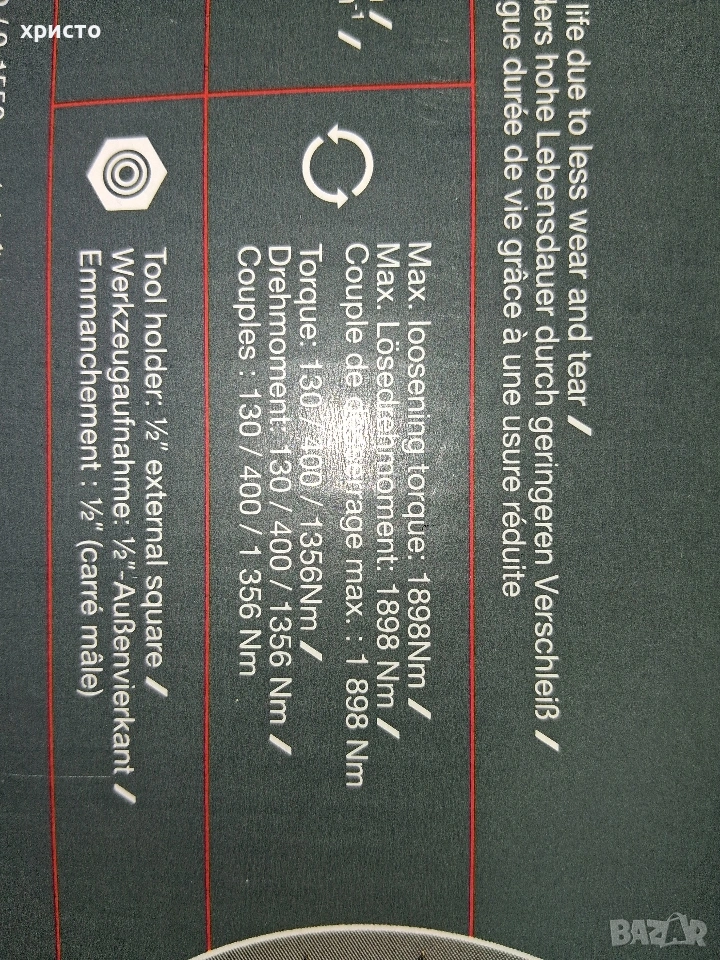 христо
life due to less wear and tear /
ders hohe Lebensdauer durch geringeren Verschleiß /
gue durée de vie grâce à une usure réduite
Max. loosening torque: 1898Nm /
Max. Lösedrehmoment: 1898 Nm /
Couple de desserrage max. : 1 898 Nm
Torque: 130 / 400 / 1356Nm /
Drehmoment: 130 / 400 / 1356 Nm /
Couples : 130 / 400 / 1 356 Nm
Tool holder: ½" external square /
Werkzeugaufnahme: ½"-Außenvierkant /
Emmanchement : ½" (carré mâle)
BAZAR